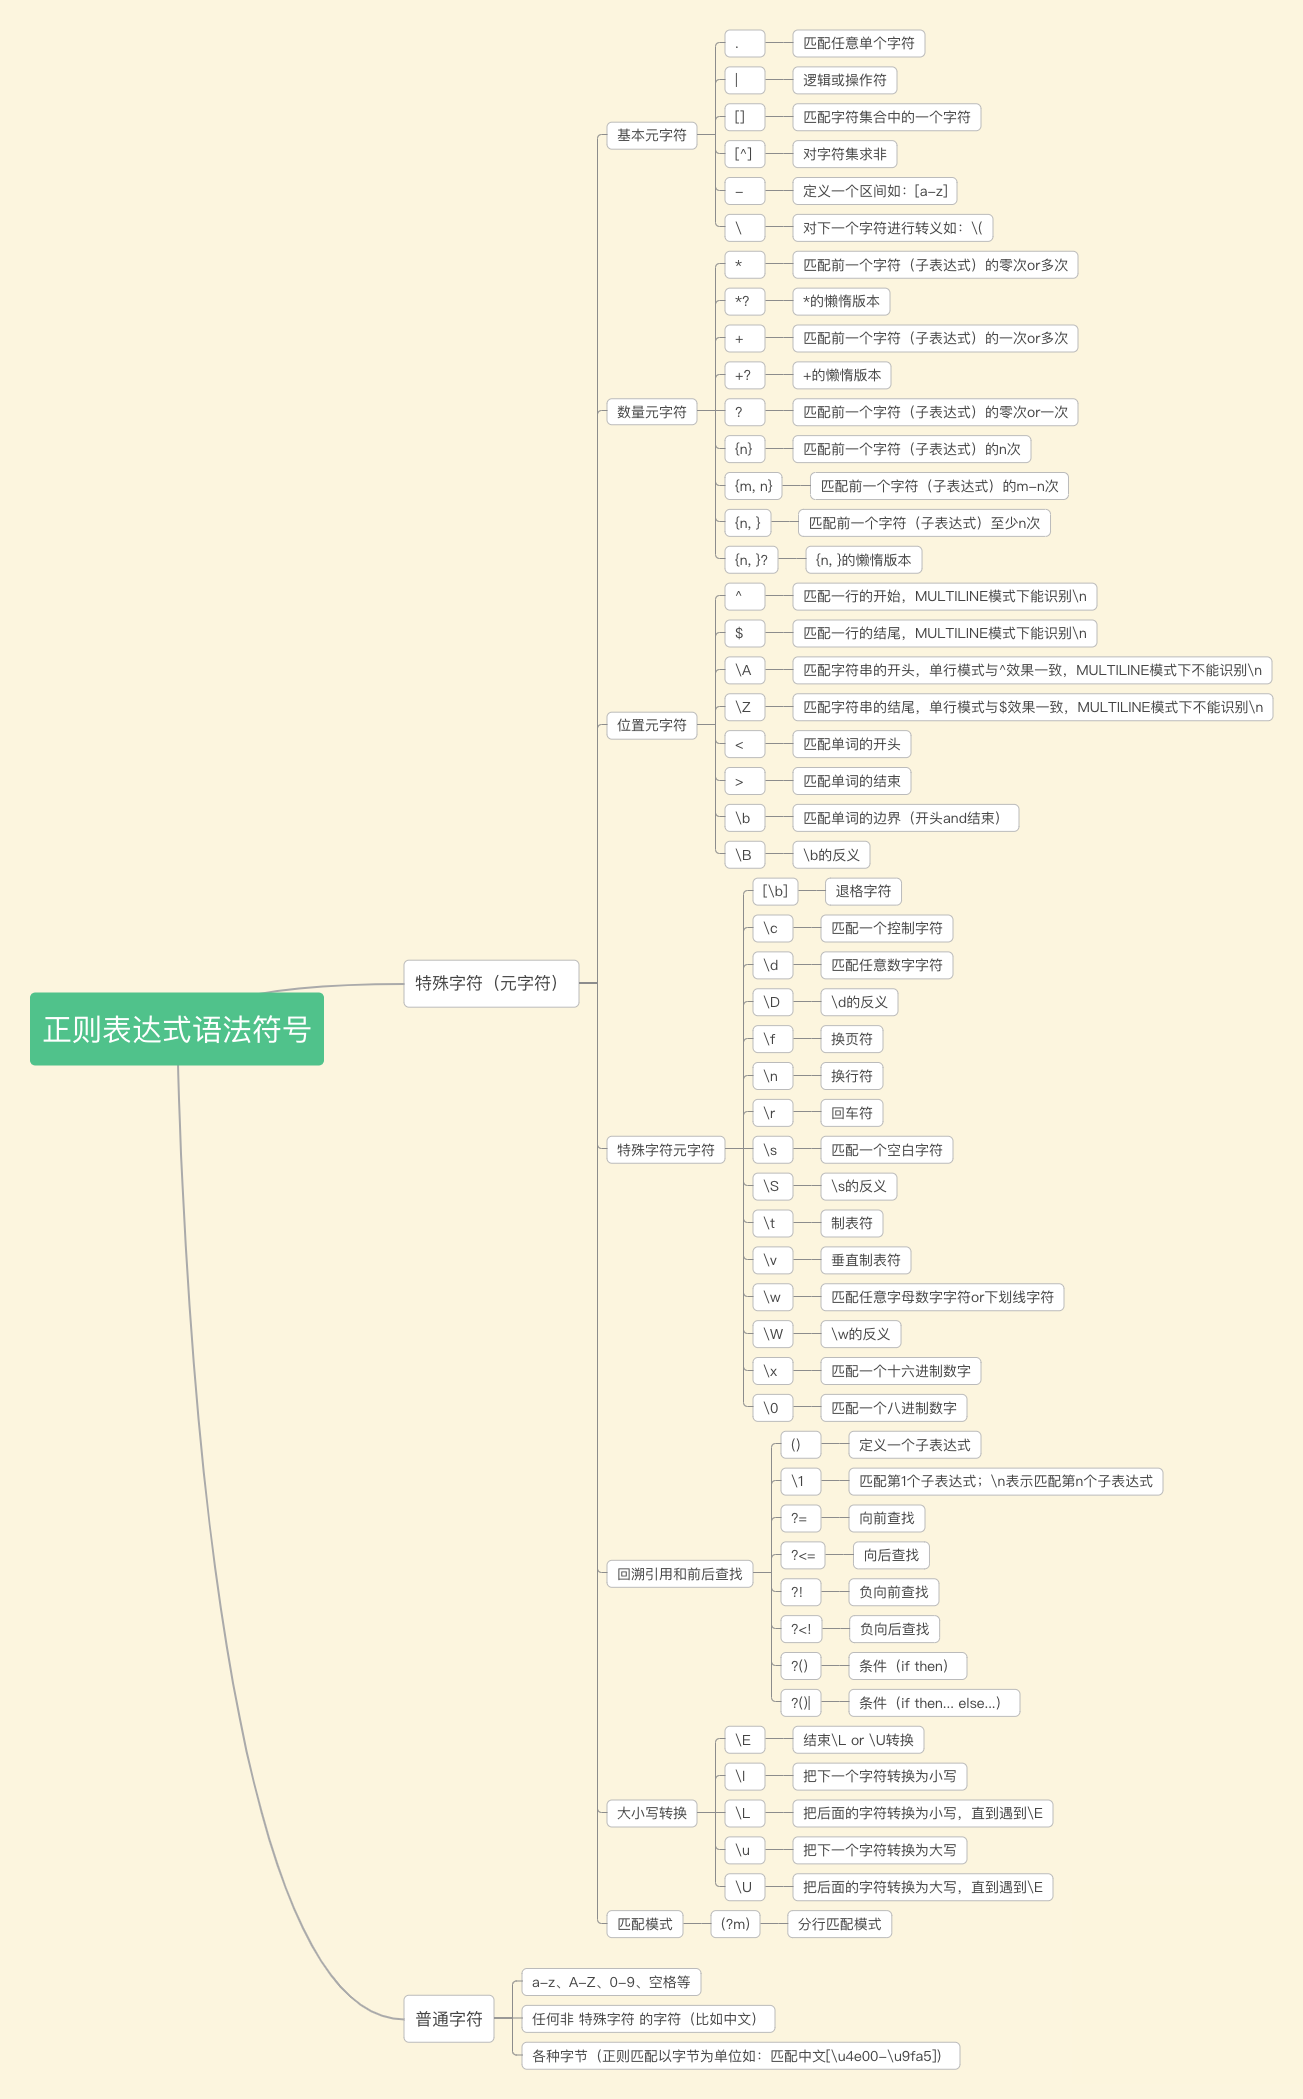 正则表达式语法符号
特殊字符（元字符）
基本元字符
. 匹配任意单个字符
| 逻辑或操作符
[] 匹配字符集合中的一个字符
[^] 对字符集求非
- 定义一个区间如：[a-z]
\ 对下一个字符进行转义如：\(
数量元字符
* 匹配前一个字符（子表达式）的零次or多次
*? *的懒惰版本
+ 匹配前一个字符（子表达式）的一次or多次
+? +的懒惰版本
? 匹配前一个字符（子表达式）的零次or一次
{n} 匹配前一个字符（子表达式）的n次
{m, n} 匹配前一个字符（子表达式）的m-n次
{n, } 匹配前一个字符（子表达式）至少n次
{n, }? {n, }的懒惰版本
位置元字符
^ 匹配一行的开始，MULTILINE模式下能识别\n
$ 匹配一行的结尾，MULTILINE模式下能识别\n
\A 匹配字符串的开头，单行模式与^效果一致，MULTILINE模式下不能识别\n
\Z 匹配字符串的结尾，单行模式与$效果一致，MULTILINE模式下不能识别\n
< 匹配单词的开头
> 匹配单词的结束
\b 匹配单词的边界（开头and结束）
\B \b的反义
特殊字符元字符
[\b] 退格字符
\c 匹配一个控制字符
\d 匹配任意数字字符
\D \d的反义
\f 换页符
\n 换行符
\r 回车符
\s 匹配一个空白字符
\S \s的反义
\t 制表符
\v 垂直制表符
\w 匹配任意字母数字字符or下划线字符
\W \w的反义
\x 匹配一个十六进制数字
\0 匹配一个八进制数字
回溯引用和前后查找
() 定义一个子表达式
\1 匹配第1个子表达式；\n表示匹配第n个子表达式
?= 向前查找
?<= 向后查找
?! 负向前查找
?<! 负向后查找
?() 条件（if then）
?()| 条件（if then... else...）
大小写转换
\E 结束\L or \U转换
\l 把下一个字符转换为小写
\L 把后面的字符转换为小写，直到遇到\E
\u 把下一个字符转换为大写
\U 把后面的字符转换为大写，直到遇到\E
匹配模式
(?m) 分行匹配模式
普通字符
a-z、A-Z、0-9、空格等
任何非 特殊字符 的字符（比如中文）
各种字节（正则匹配以字节为单位如：匹配中文[\u4e00-\u9fa5]）